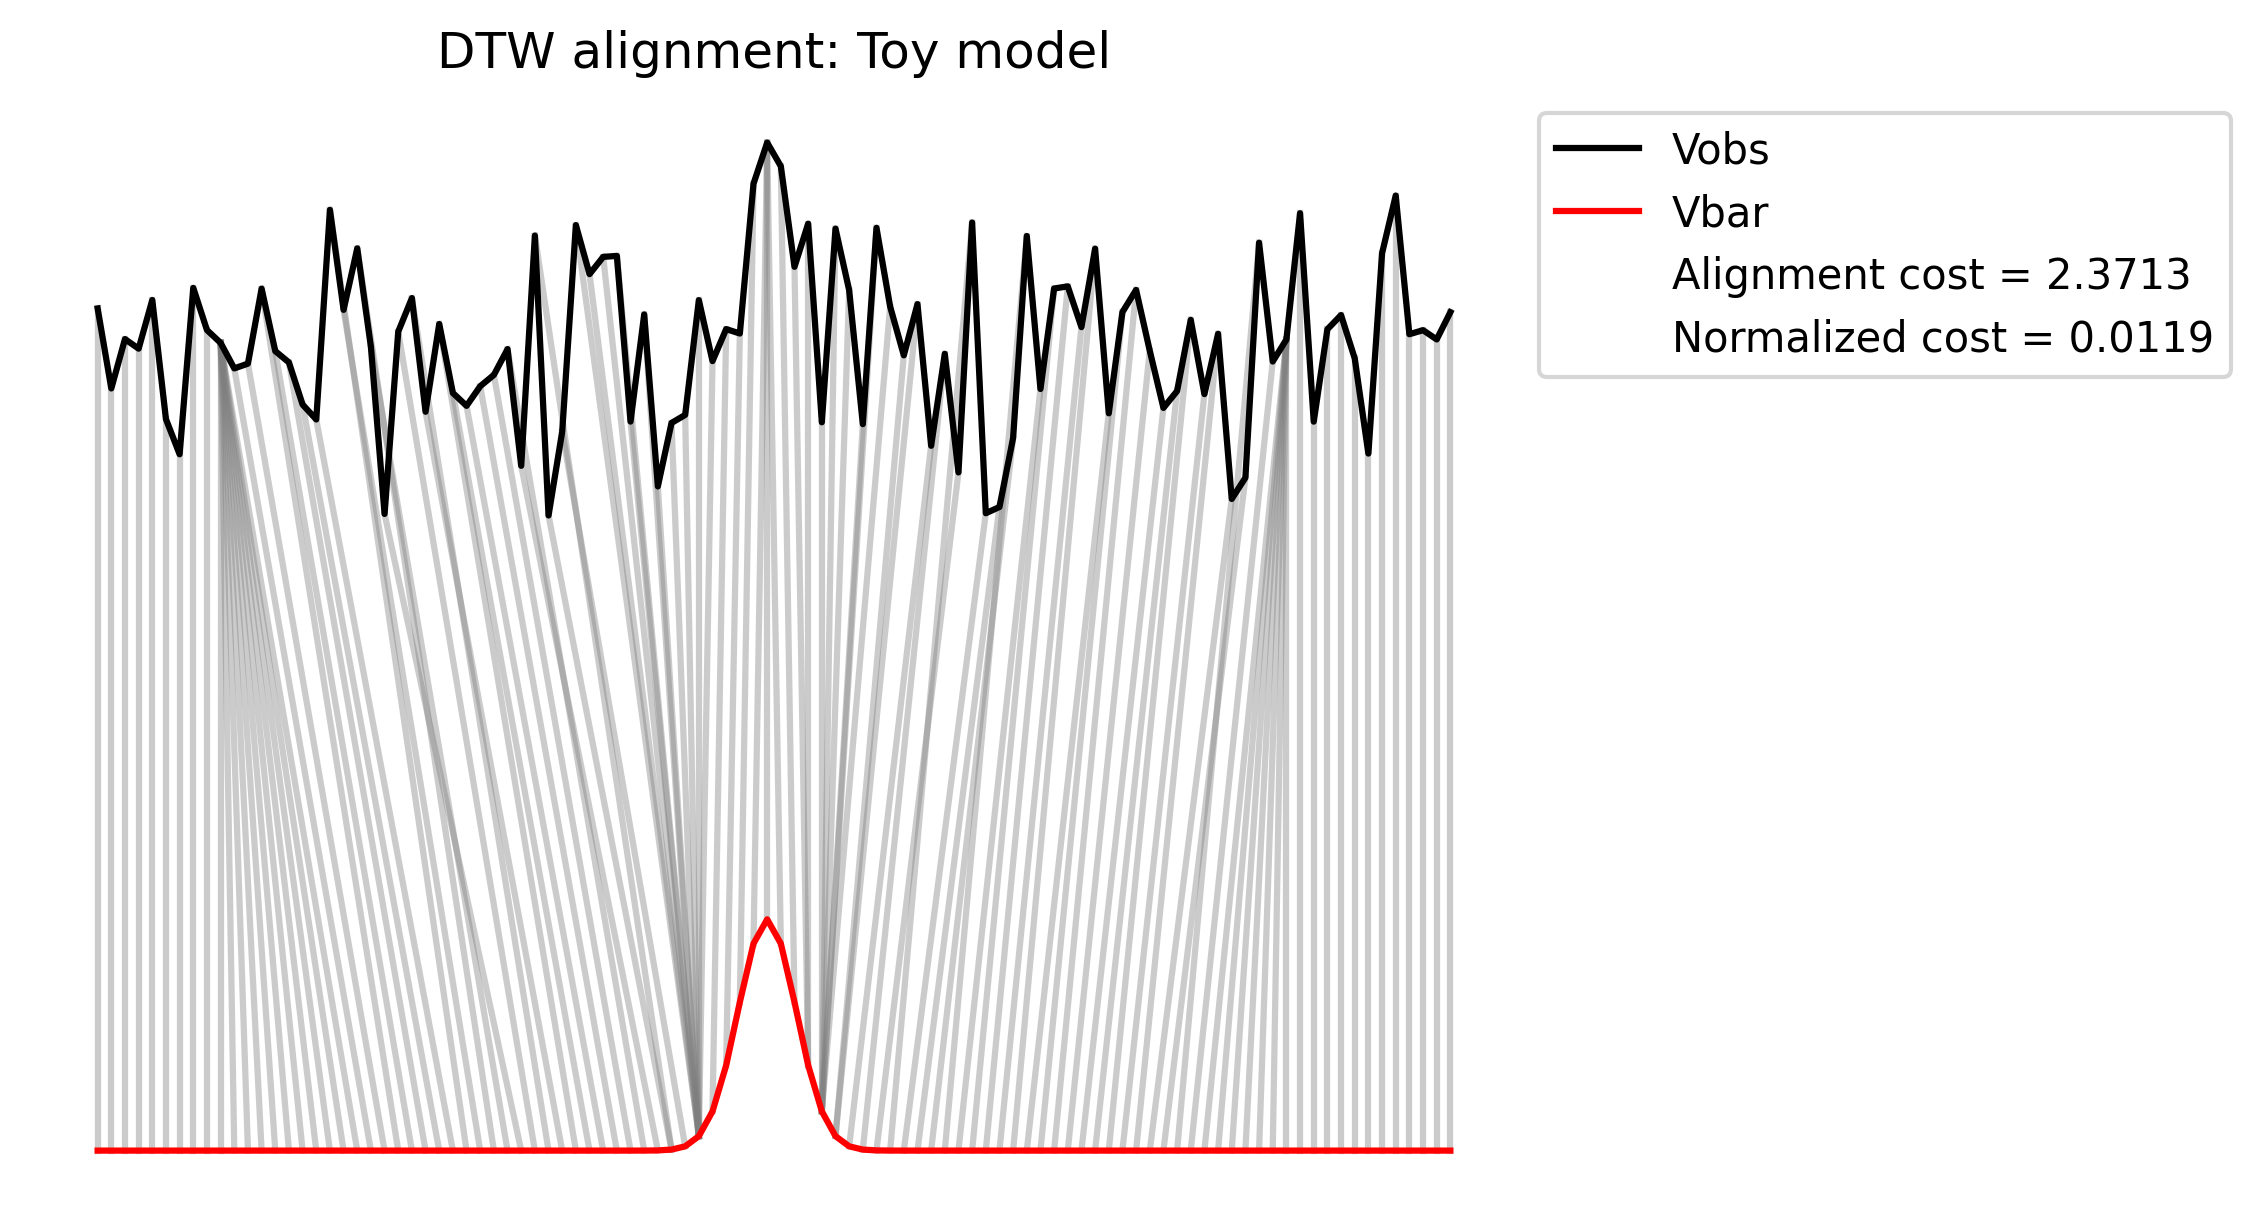 DTW alignment: Toy model
Vobs
Vbar
Alignment cost = 2.3713
Normalized cost = 0.0119